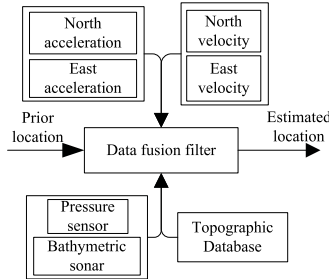 North
acceleration
East
acceleration
North
velocity
East
velocity
Prior
location
Data fusion filter
Estimated
location
Pressure
sensor
Bathymetric
sonar
Topographic
Database